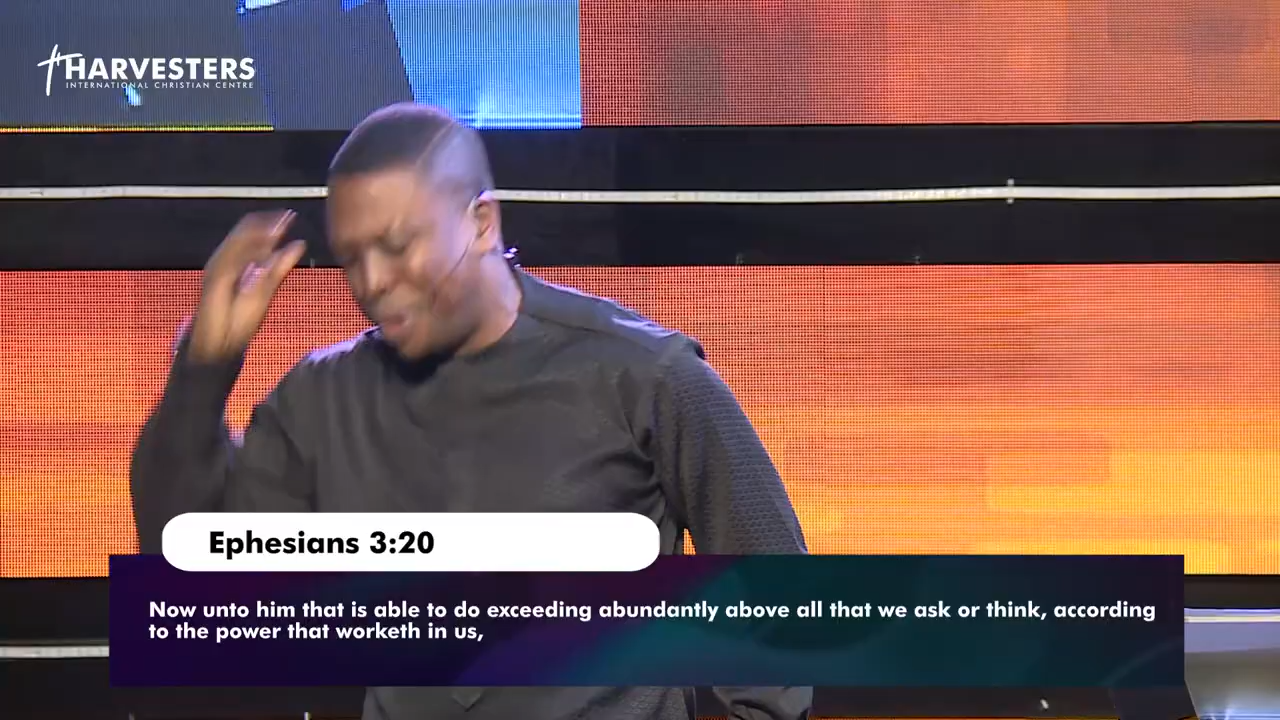 HARVESTERS
INTERNATIONAL CHRISTIAN CENTRE
Ephesians 3:20
Now unto him that is able to do exceeding abundantly above all that we ask or think, according
to the power that worketh in us,